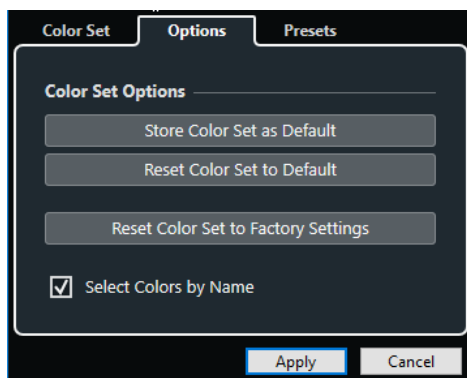 Color Set Options Presets
Color Set Options
Store Color Set as Default
Reset Color Set to Default
Reset Color Set to Factory Settings
Select Colors by Name
Apply Cancel